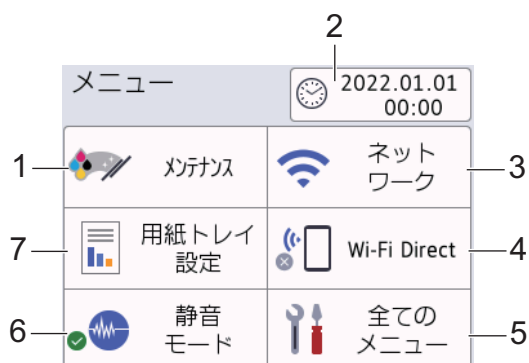 2
メニュー
2022.01.01
00:00
1
メンテナンス
ネット
ワーク
3
7
用紙トレイ
設定
Wi-Fi Direct
4
6
静音
モード
全ての
メニュー
5